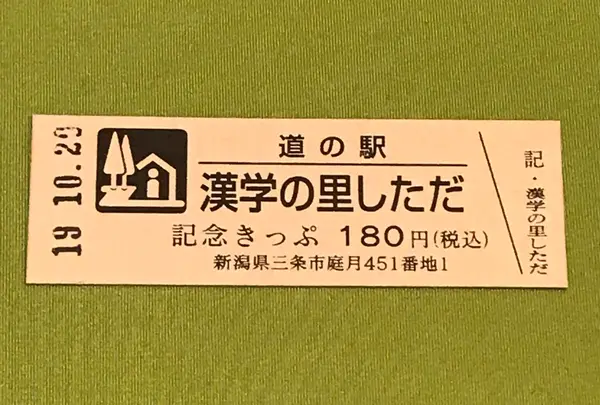 19 10.29
道の駅
漢学の里しただ
記念きっぷ 180円(税込)
新潟県三条市庭月451番地1
記・漢学の里しただ